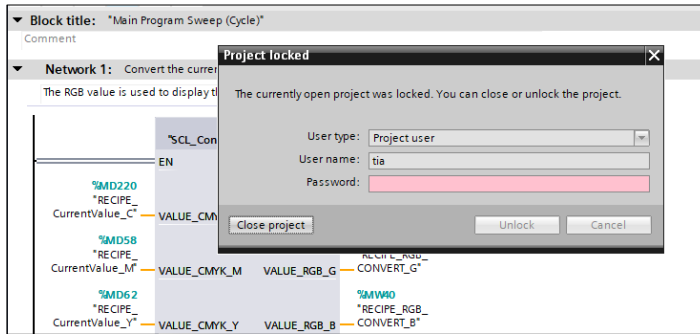 Block title: "Main Program Sweep (Cycle)"
Comment
Network 1: Convert the curren
The RGB value is used to display th
Project locked
The currently open project was locked. You can close or unlock the project.
User type: Project user
User name: tia
Password:
Close project Unlock Cancel
"SCL_Con
EN
%MD220
"RECIPE_
CurrentValue_C" VALUE_CMY
%MD58
"RECIPE_ RECIPE_RGB_
CurrentValue_M" VALUE_CMYK_M VALUE_RGB_G CONVERT_G"
%MD62 %MW40
"RECIPE_ "RECIPE_RGB_
CurrentValue_Y" VALUE_CMYK_Y VALUE_RGB_B CONVERT_B"